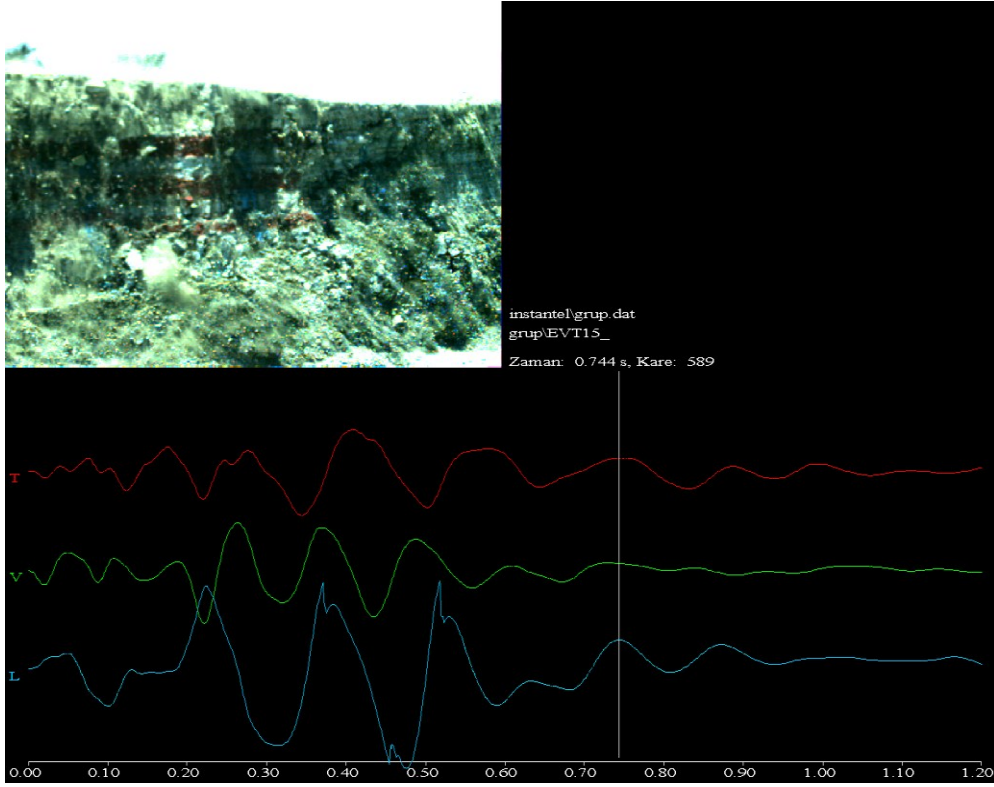 instantel\grup.dat
grup\EVT15_
Zaman: 0.744 s, Kare: 589
T
V
L
0.00 0.10 0.20 0.30 0.40 0.50 0.60 0.70 0.80 0.90 1.00 1.10 1.20